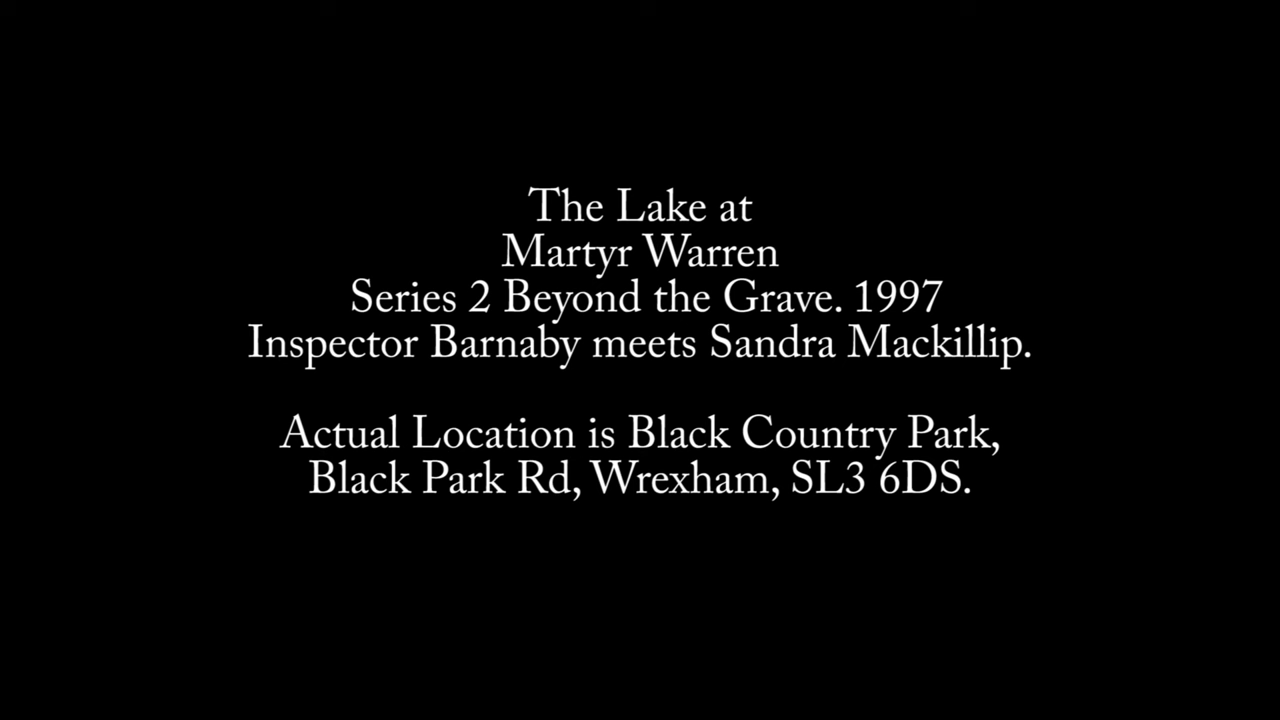 The Lake at
Martyr Warren
Series 2 Beyond the Grave. 1997
Inspector Barnaby meets Sandra Mackillip.
Actual Location is Black Country Park,
Black Park Rd, Wrexham, SL3 6DS.